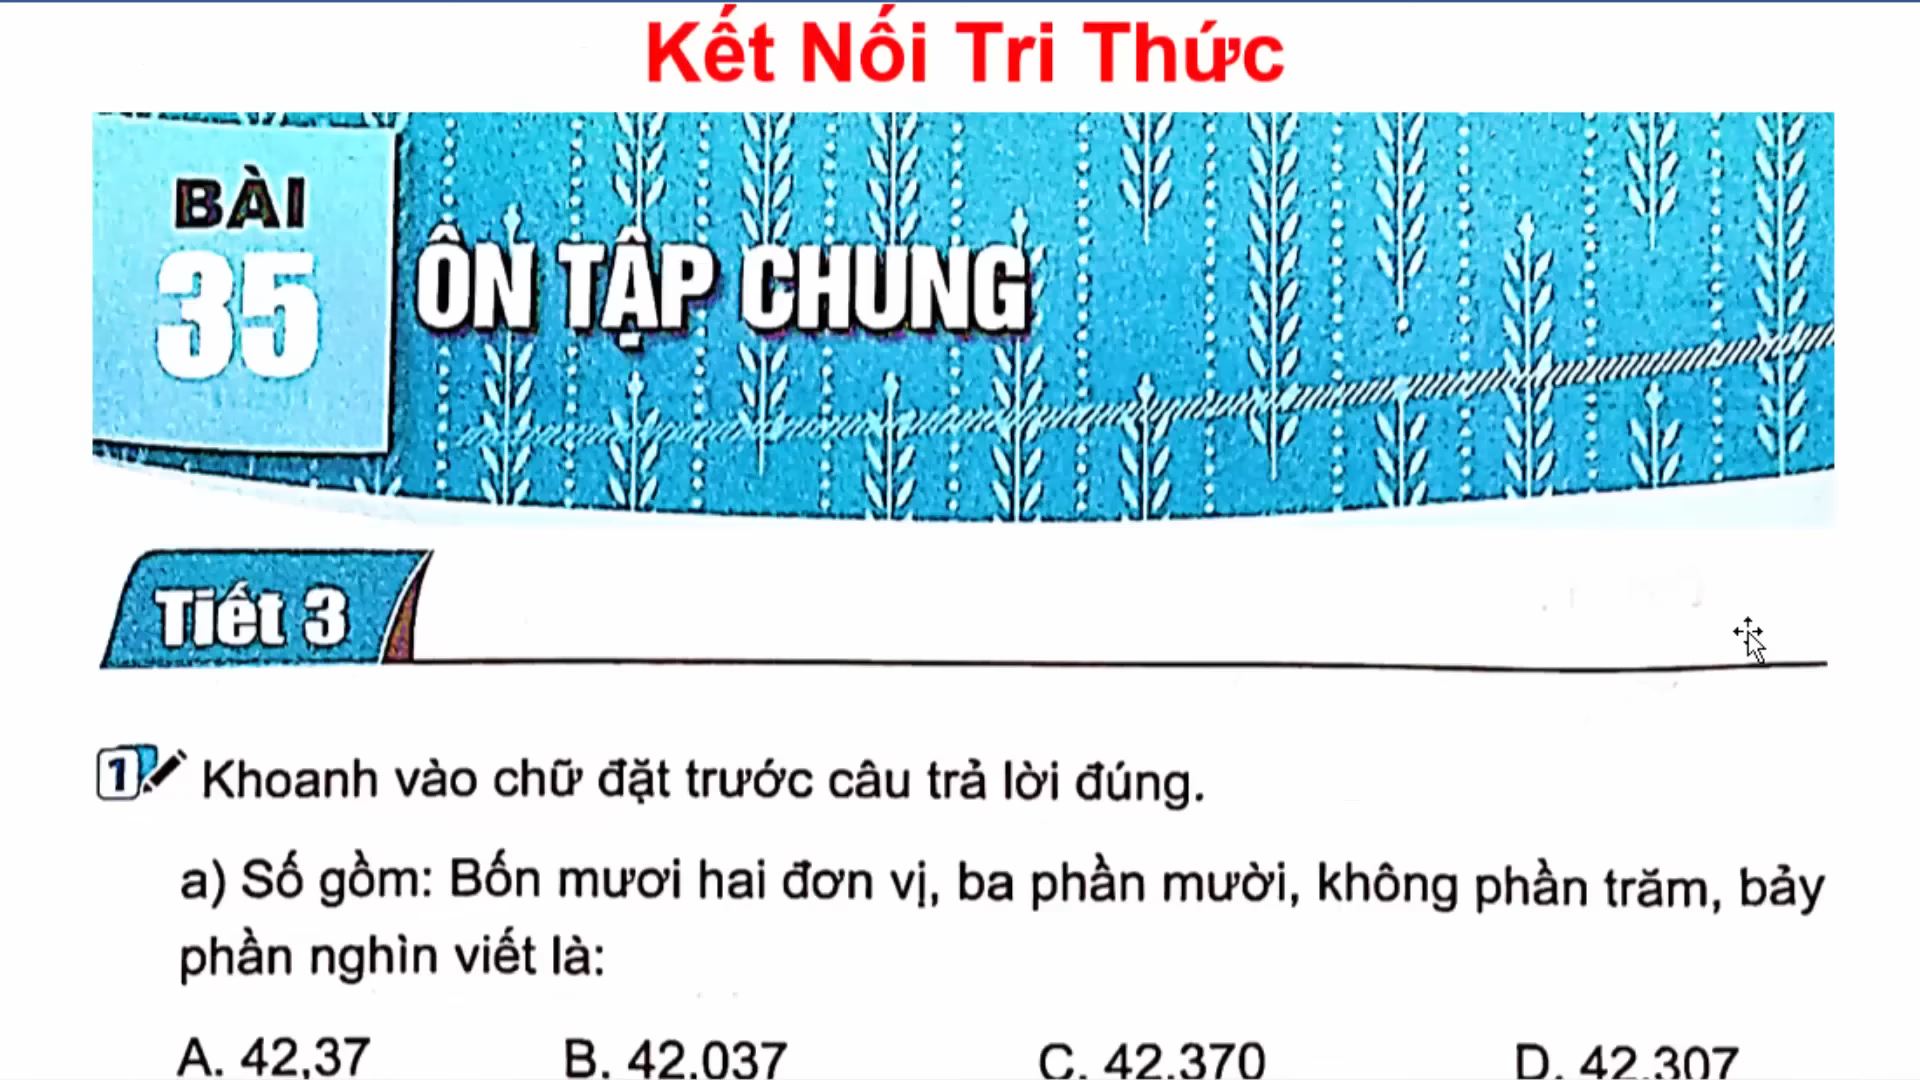 Kết Nối Tri Thức
BÀI
35
ÔN TẬP CHUNG
Tiết 3
1 Khoanh vào chữ đặt trước câu trả lời đúng.
a) Số gồm: Bốn mươi hai đơn vị, ba phần mười, không phần trăm, bảy
phần nghìn viết là:
A. 42,37 B. 42,037 C. 42,370 D. 42,307